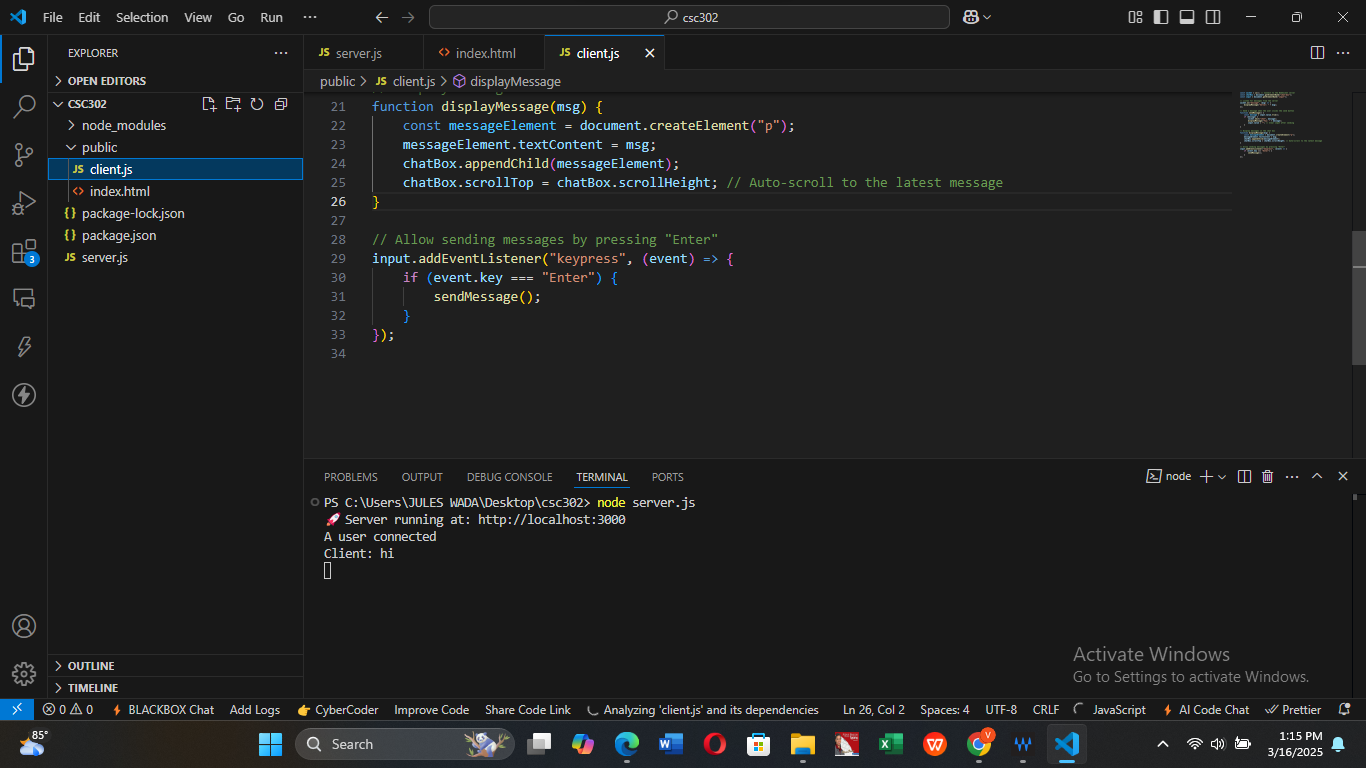 File Edit Selection View Go Run ···
csc302
EXPLORER
OPEN EDITORS
CSC302
node_modules
public
JS client.js
<> index.html
{} package-lock.json
{} package.json
JS server.js
OUTLINE
TIMELINE
3
JS server.js
<> index.html
JS client.js
public > JS client.js > displayMessage
21 function displayMessage(msg) {
22 const messageElement = document.createElement("p");
23 messageElement.textContent = msg;
24 chatBox.appendChild(messageElement);
25 chatBox.scrollTop = chatBox.scrollHeight; // Auto-scroll to the latest message
26 }
27
28 // Allow sending messages by pressing "Enter"
29 input.addEventListener("keypress", (event) => {
30 if (event.key === "Enter") {
31 sendMessage();
32 }
33 });
34
PROBLEMS OUTPUT DEBUG CONSOLE TERMINAL PORTS
node
PS C:\Users\JULES WADA\Desktop\csc302> node server.js
🚀 Server running at: http://localhost:3000
A user connected
Client: hi
Activate Windows
Go to Settings to activate Windows.
0 0 BLACKBOX Chat Add Logs 👉 CyberCoder Improve Code Share Code Link Analyzing 'client.js' and its dependencies Ln 26, Col 2 Spaces: 4 UTF-8 CRLF JavaScript AI Code Chat Prettier
85°
Search
V
1:15 PM
3/16/2025